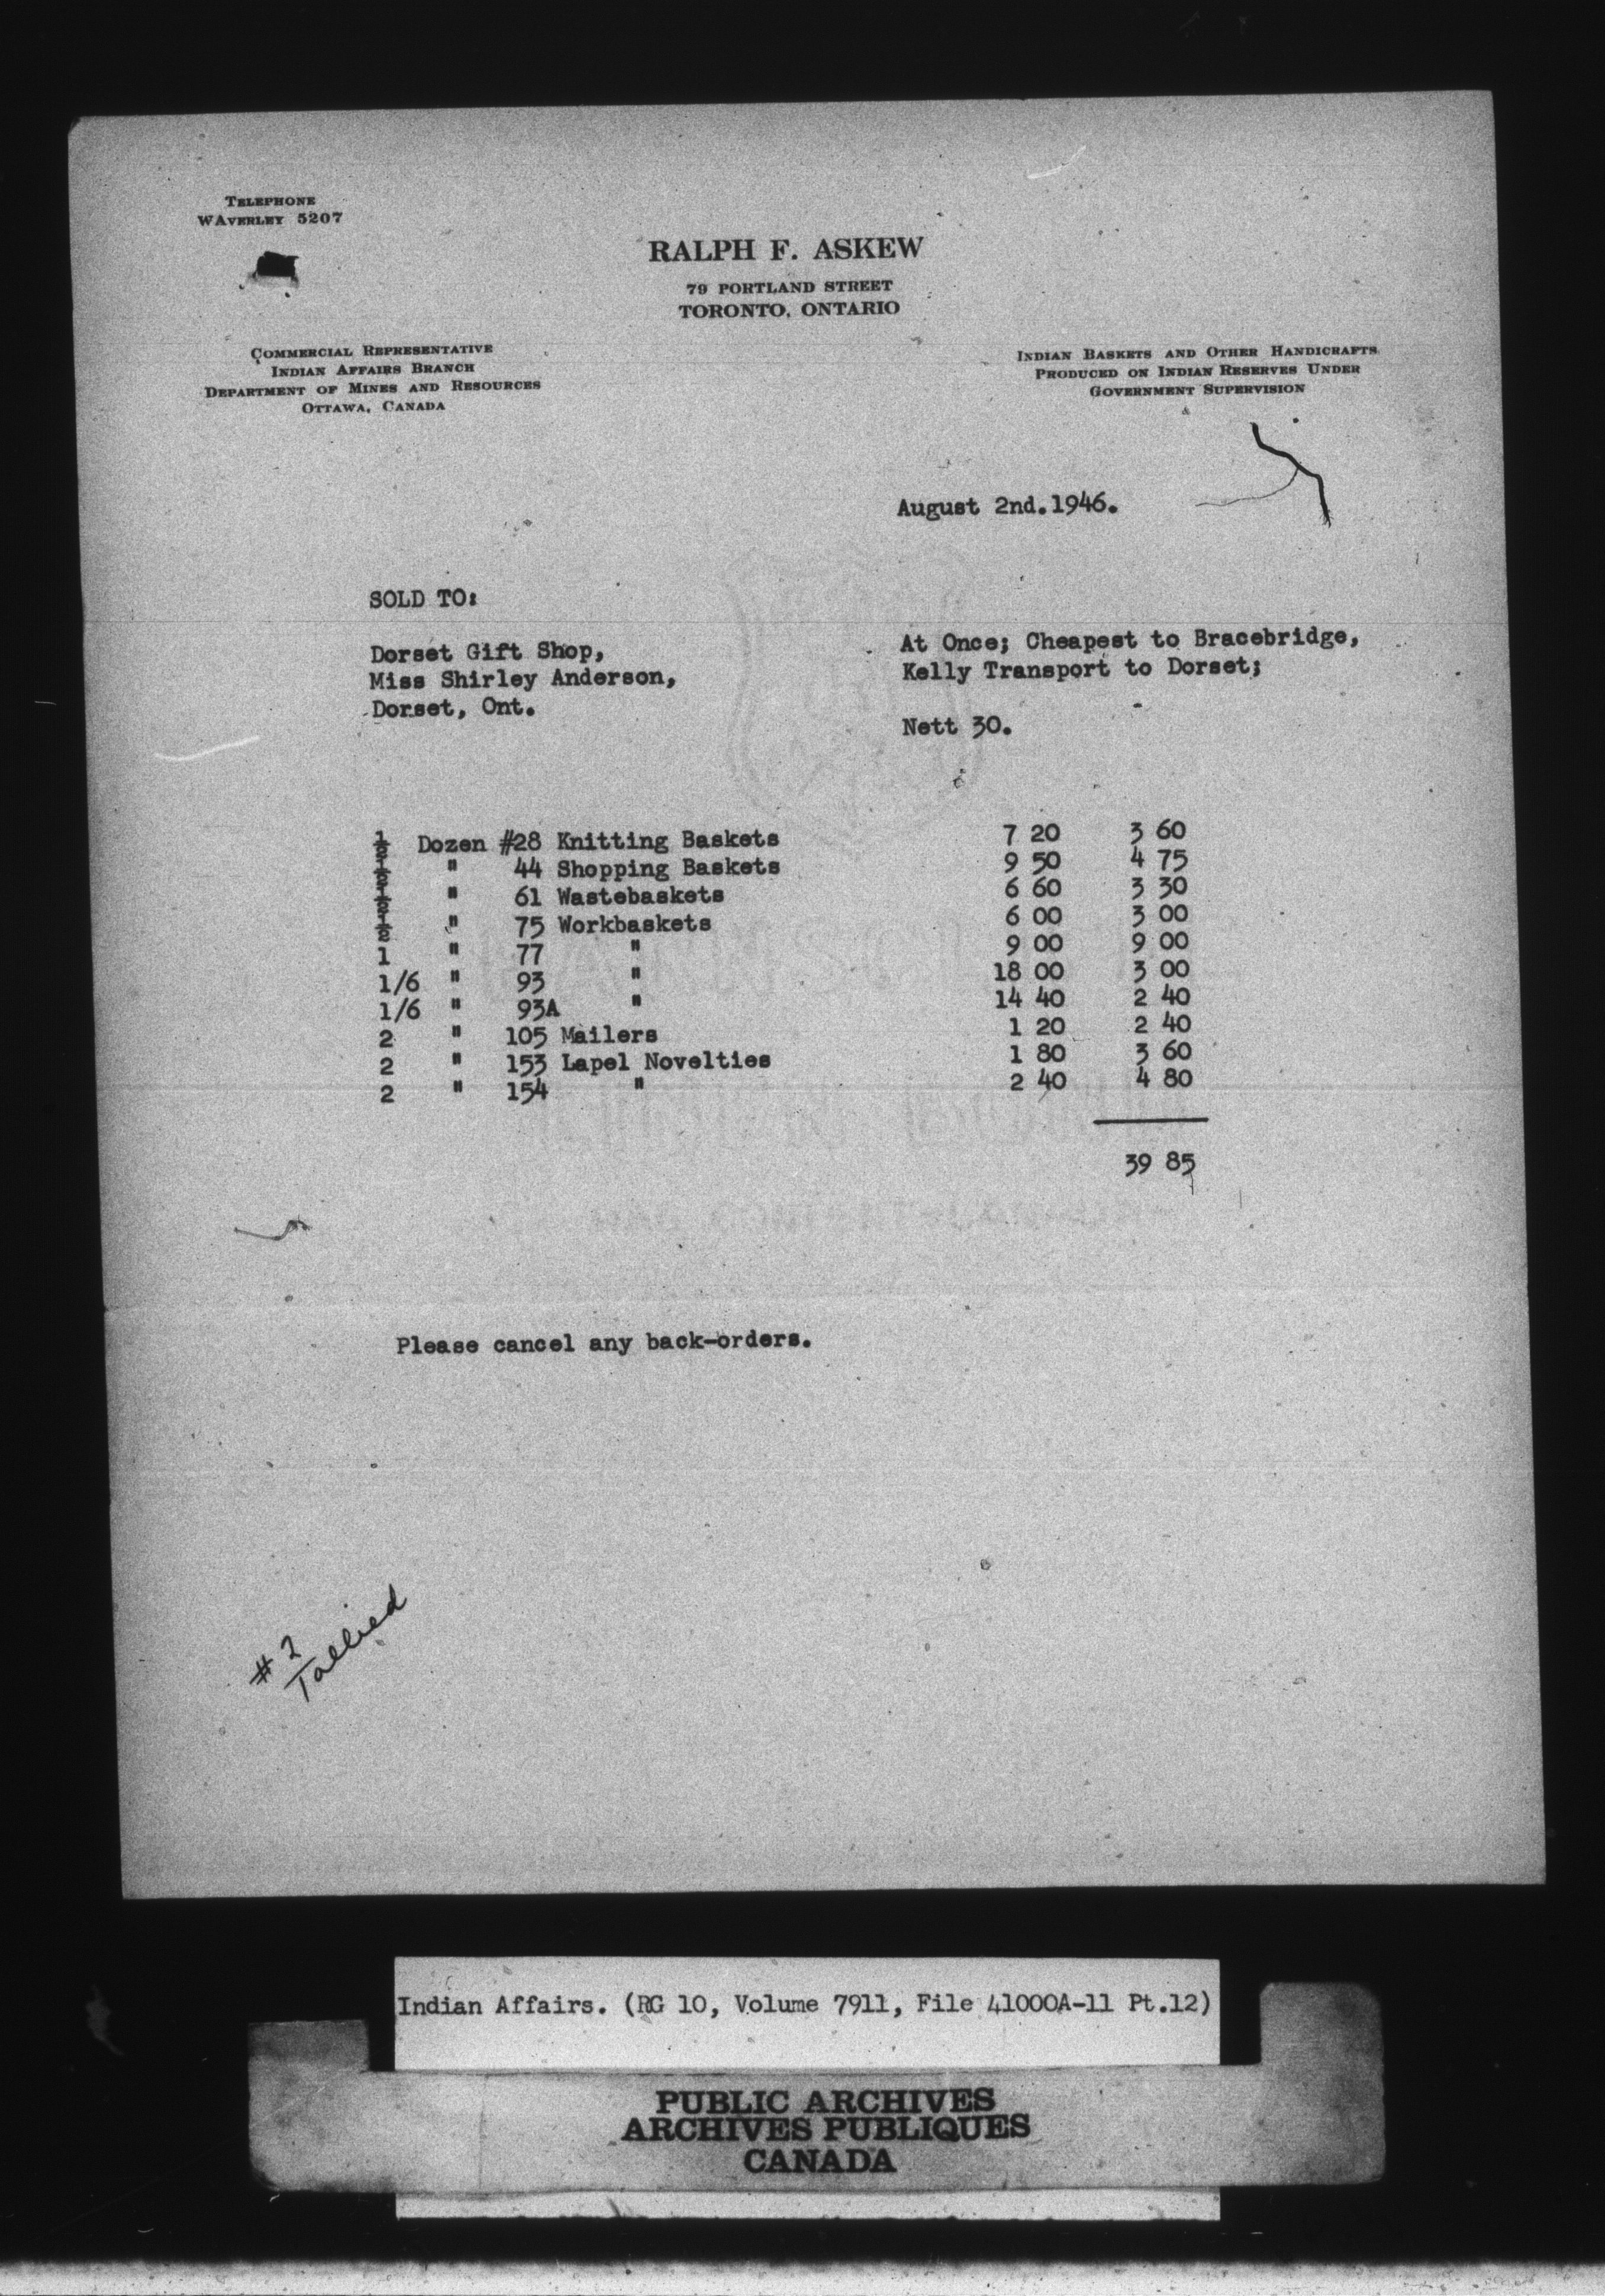 TELEPHONE
WAVERLEY 5207
RALPH F. ASKEW
79 PORTLAND STREET
TORONTO, ONTARIO
COMMERCIAL REPRESENTATIVE
INDIAN AFFAIRS BRANCH
DEPARTMENT OF MINES AND RESOURCES
OTTAWA, CANADA
INDIAN BASKETS AND OTHER HANDICRAFTS
PRODUCED ON INDIAN RESERVES UNDER
GOVERNMENT SUPERVISION
August 2nd.1946.
SOLD TO:
Dorset Gift Shop,
Miss Shirley Anderson,
Dorset, Ont.
At Once; Cheapest to Bracebridge,
Kelly Transport to Dorset;
Nett 30.
½ Dozen #28 Knitting Baskets 7 20 3 60
½ " 44 Shopping Baskets 9 50 4 75
½ " 61 Wastebaskets 6 60 3 30
½ " 75 Workbaskets 6 00 3 00
1 " 77 " 9 00 9 00
1/6 " 93 " 18 00 3 00
1/6 " 93A " 14 40 2 40
2 " 105 Mailers 1 20 2 40
2 " 153 Lapel Novelties 1 80 3 60
2 " 154 " 2 40 4 80
39 85
Please cancel any back-orders.
#2
Tallied
Indian Affairs. (RG 10, Volume 7911, File 41000A-11 Pt.12)
PUBLIC ARCHIVES
ARCHIVES PUBLIQUES
CANADA